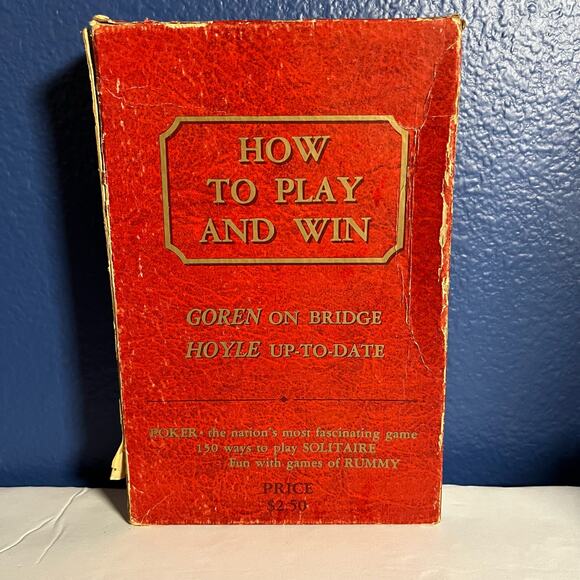 HOW
TO PLAY
AND WIN
GOREN ON BRIDGE
HOYLE UP-TO-DATE
POKER • the nation's most fascinating game
150 ways to play SOLITAIRE
fun with games of RUMMY
PRICE
$2.50